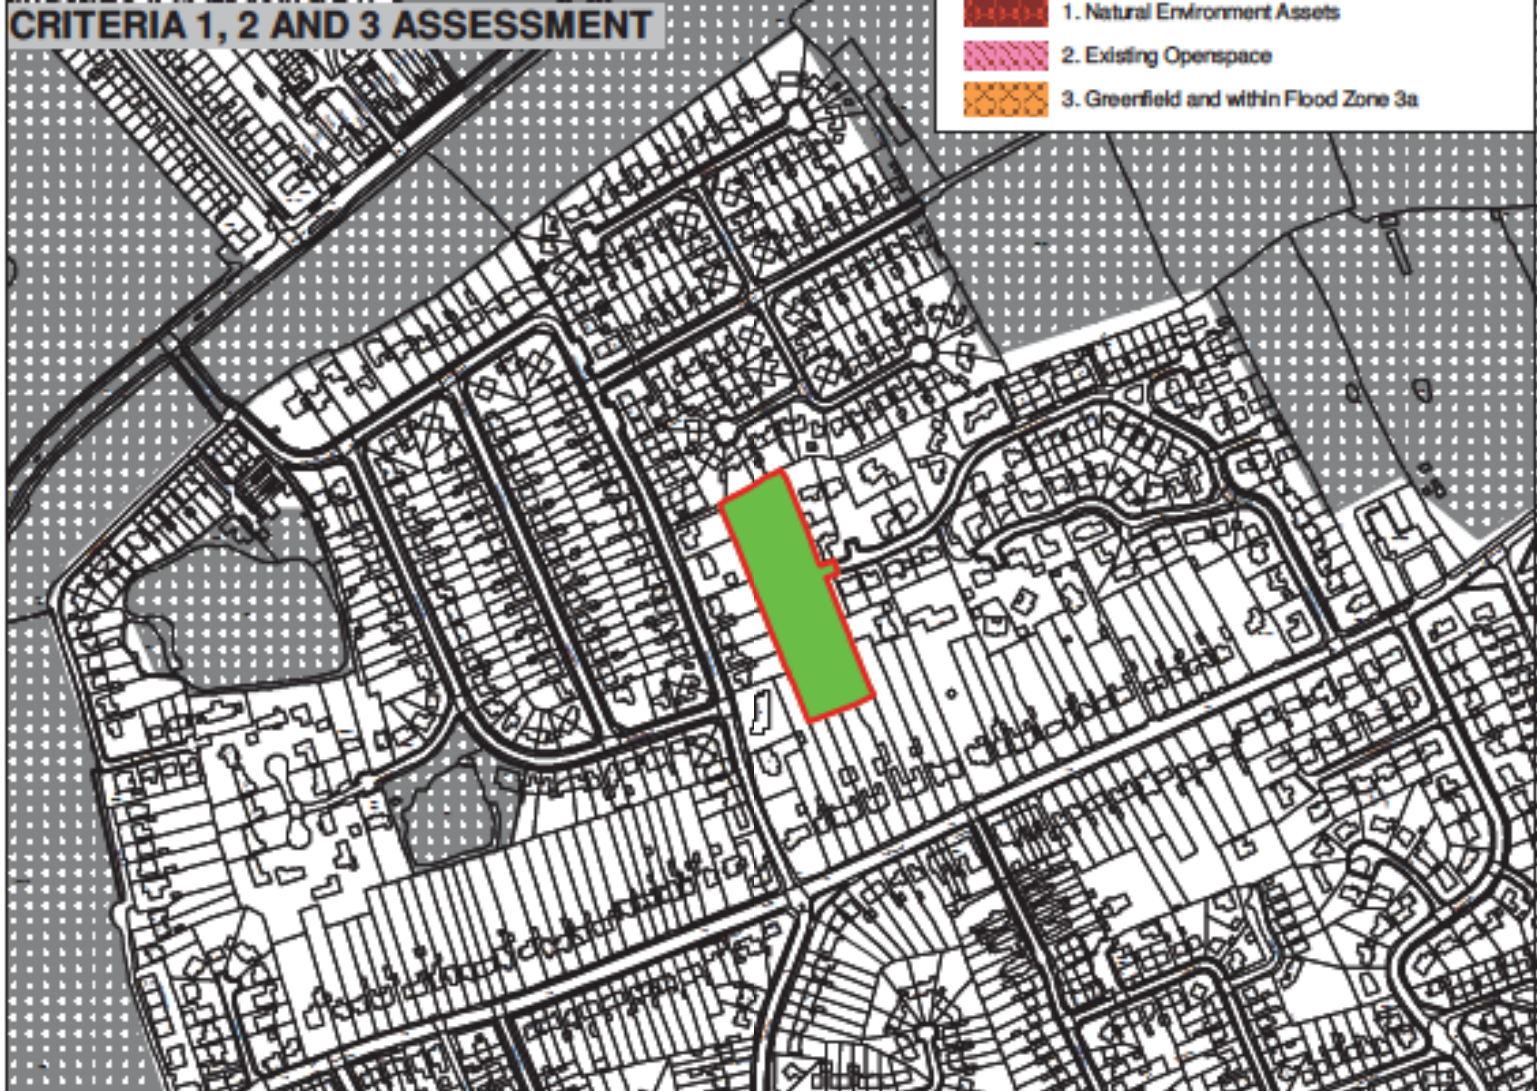 CRITERIA 1, 2 AND 3 ASSESSMENT
1. Natural Environment Assets
2. Existing Openspace
3. Greenfield and within Flood Zone 3a